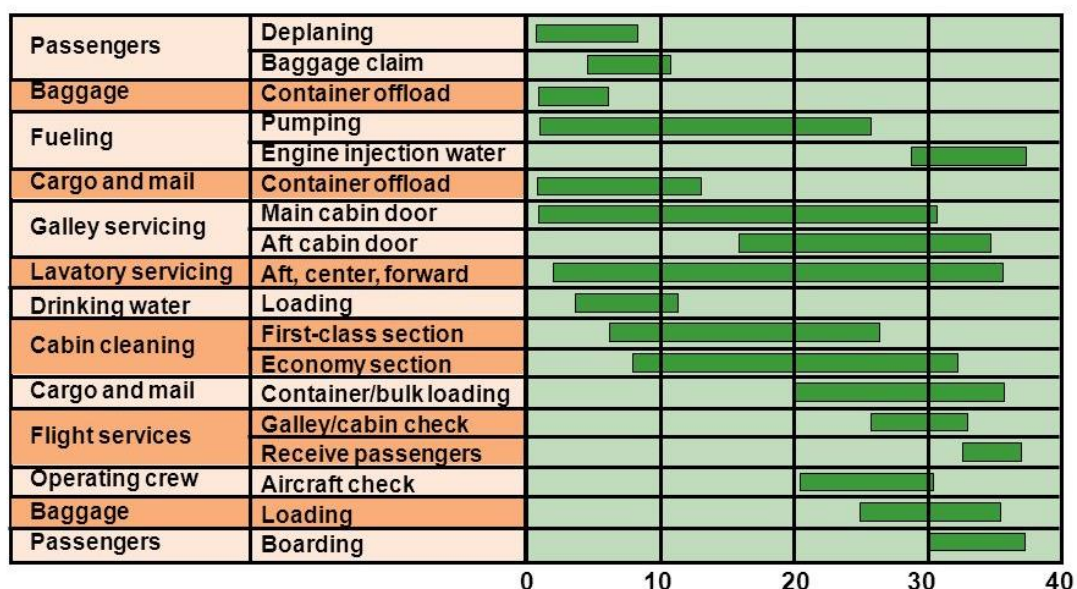 Passengers Deplaning
Baggage claim
Baggage Container offload
Fueling Pumping
Engine injection water
Cargo and mail Container offload
Galley servicing Main cabin door
Aft cabin door
Lavatory servicing Aft, center, forward
Drinking water Loading
Cabin cleaning First-class section
Economy section
Cargo and mail Container/bulk loading
Flight services Galley/cabin check
Receive passengers
Operating crew Aircraft check
Baggage Loading
Passengers Boarding
0 10 20 30 40